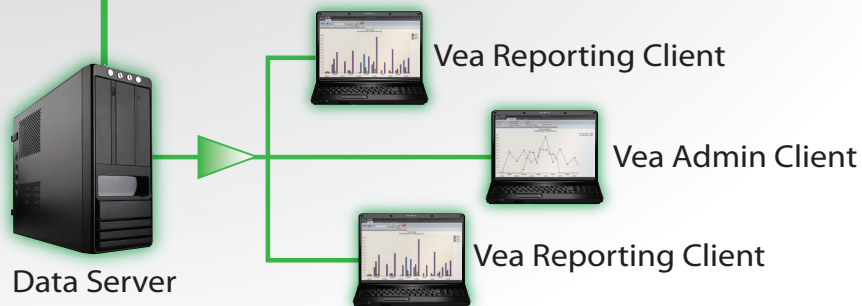 Vea Reporting Client
Vea Admin Client
Vea Reporting Client
Data Server